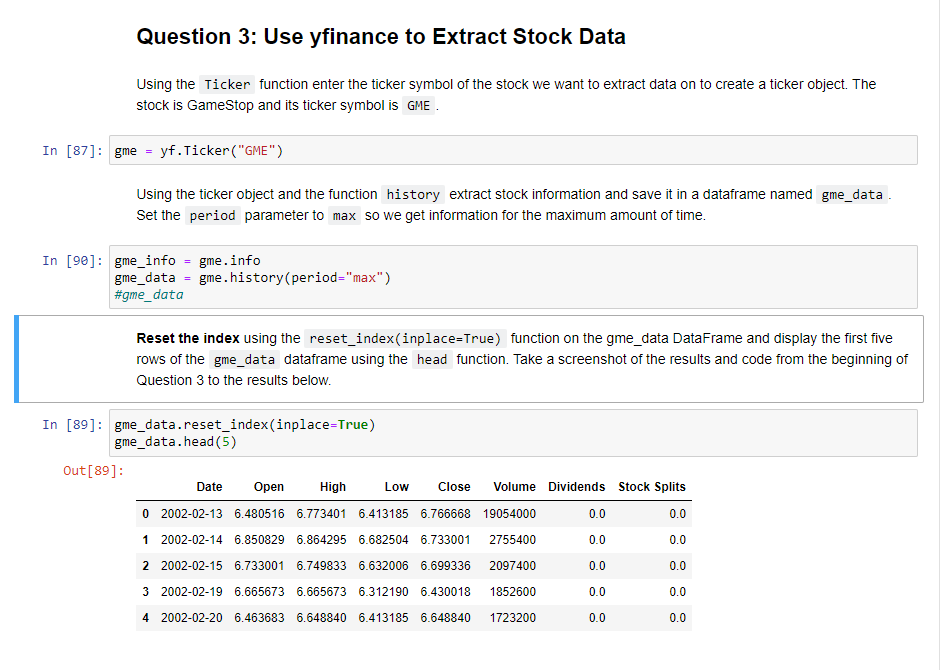 Question 3: Use yfinance to Extract Stock Data
Using the Ticker function enter the ticker symbol of the stock we want to extract data on to create a ticker object. The
stock is GameStop and its ticker symbol is GME .
In [87]: gme = yf.Ticker("GME")
Using the ticker object and the function history extract stock information and save it in a dataframe named gme_data .
Set the period parameter to max so we get information for the maximum amount of time.
In [90]: gme_info = gme.info
gme_data = gme.history(period="max")
#gme_data
Reset the index using the reset_index(inplace=True) function on the gme_data DataFrame and display the first five
rows of the gme_data dataframe using the head function. Take a screenshot of the results and code from the beginning of
Question 3 to the results below.
In [89]: gme_data.reset_index(inplace=True)
gme_data.head(5)
Out[89]:
Date Open High Low Close Volume Dividends Stock Splits
0 2002-02-13 6.480516 6.773401 6.413185 6.766668 19054000 0.0 0.0
1 2002-02-14 6.850829 6.864295 6.682504 6.733001 2755400 0.0 0.0
2 2002-02-15 6.733001 6.749833 6.632006 6.699336 2097400 0.0 0.0
3 2002-02-19 6.665673 6.665673 6.312190 6.430018 1852600 0.0 0.0
4 2002-02-20 6.463683 6.648840 6.413185 6.648840 1723200 0.0 0.0